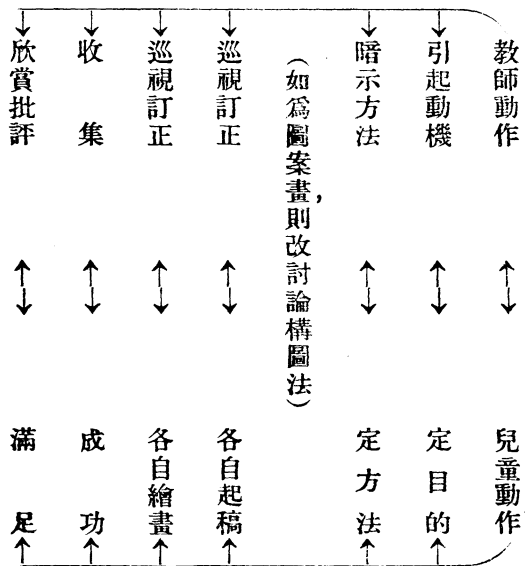 教師動作 兒童動作
引起動機 定目的
暗示方法 定方法
（如爲圖案畫，則改討論構圖法）
巡視訂正 各自起稿
巡視訂正 各自繪畫
收集 成功
欣賞批評 滿足